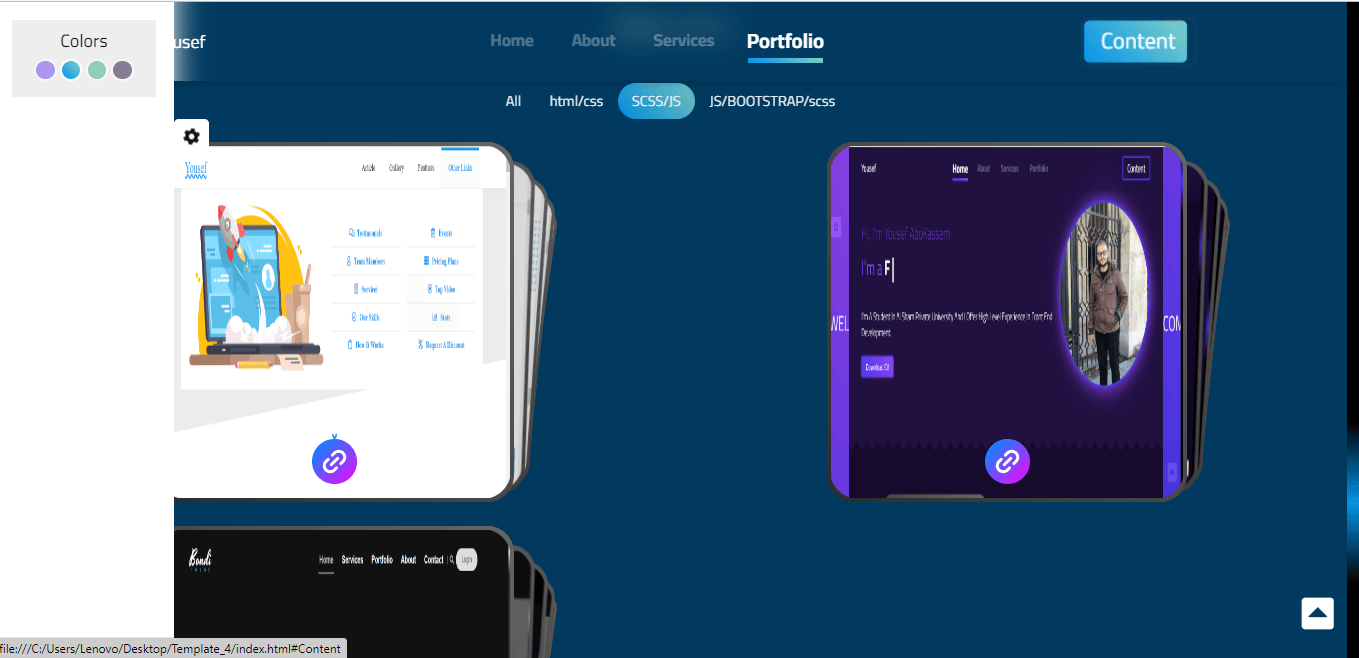 Colors
usef
Home About Services Portfolio
Content
All html/css SCSS/JS JS/BOOTSTRAP/scss
Yousef
Article Gallery Features Other Links
Testimonials Events
Team Members Pricing Plans
Services Top Video
Our Skills Stats
How It Works Request A Discount
Yousef
Home About Services Portfolio
Content
Hi, I'm Yousef AboKassem
I'm a F
WEL
COM
I'm A Student In Al Sham Private University And I Offer High Level Experience In Front End
Development.
Download CV
Bondi
Home Services Portfolio About Contact Login
file:///C:/Users/Lenovo/Desktop/Template_4/index.html#Content